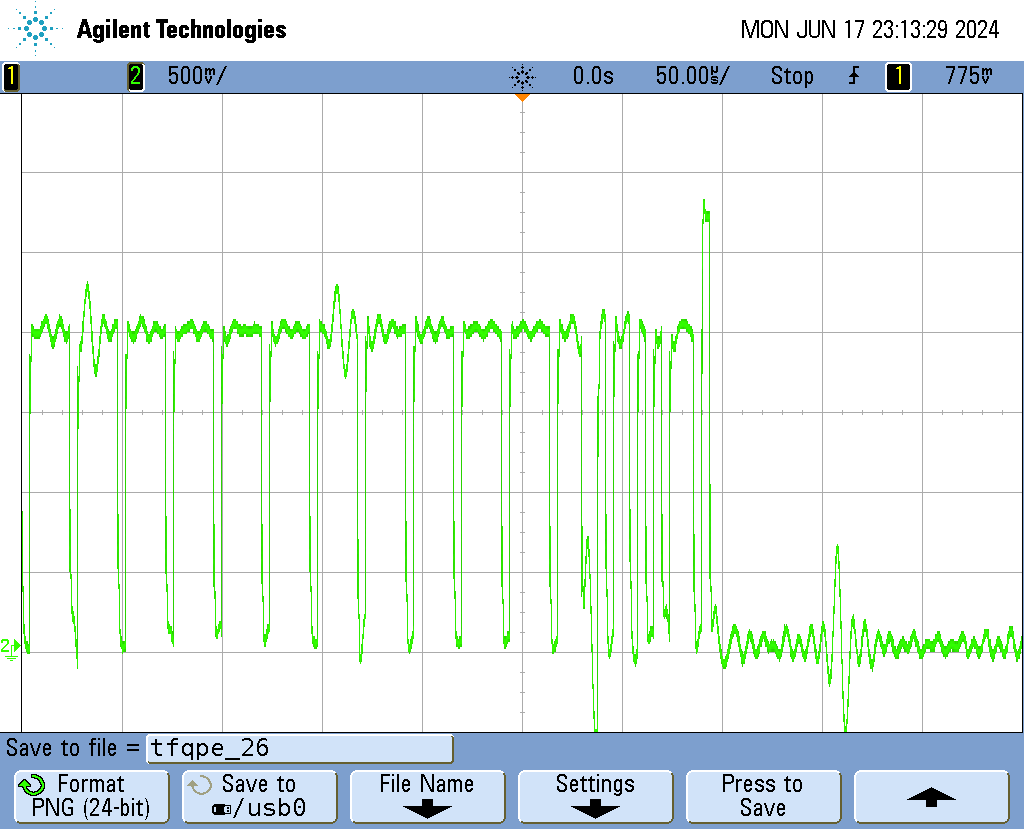 Agilent Technologies
MON JUN 17 23:13:29 2024
1 2 500mV/ 0.0s 50.00µs/ Stop 1 775mV
2
Save to file = tfqpe_26
Format
PNG (24-bit)
Save to
/usb0
File Name
Settings
Press to
Save